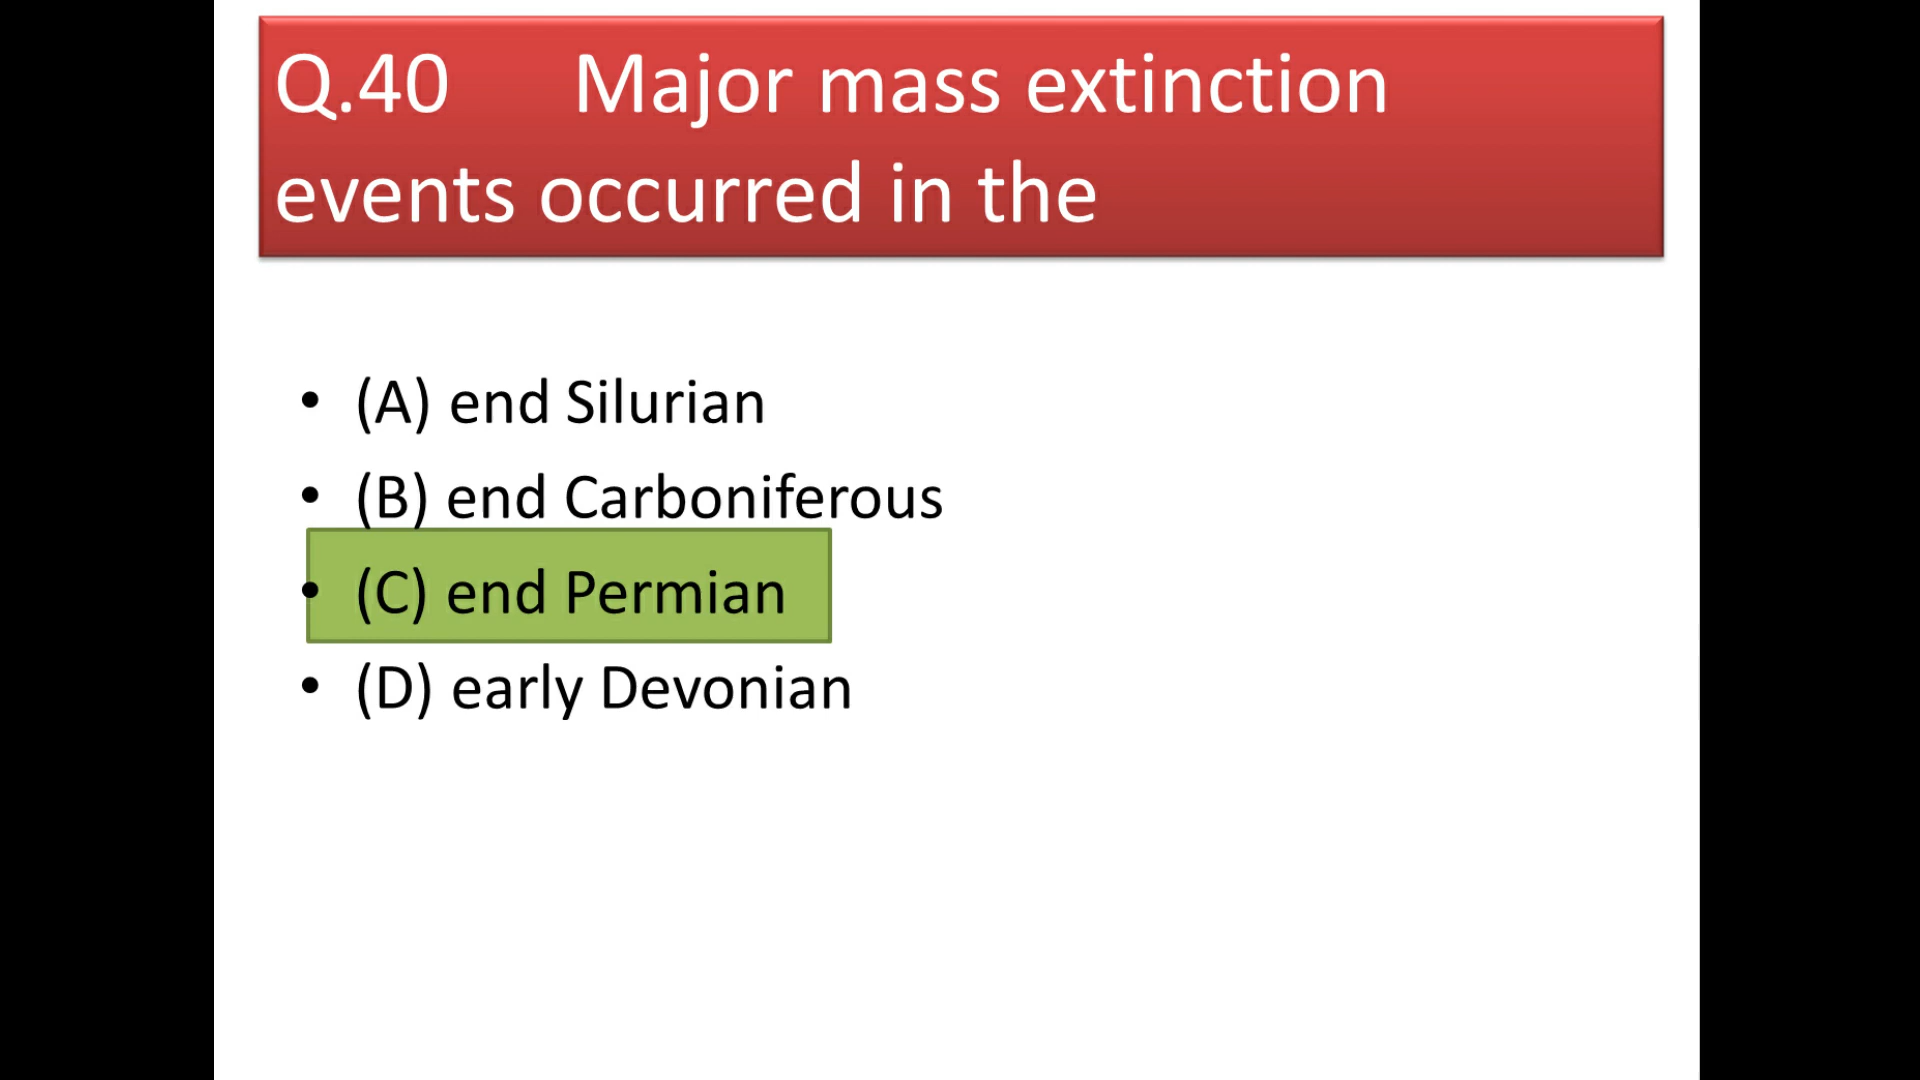 Q.40 Major mass extinction
events occurred in the
• (A) end Silurian
• (B) end Carboniferous
• (C) end Permian
• (D) early Devonian